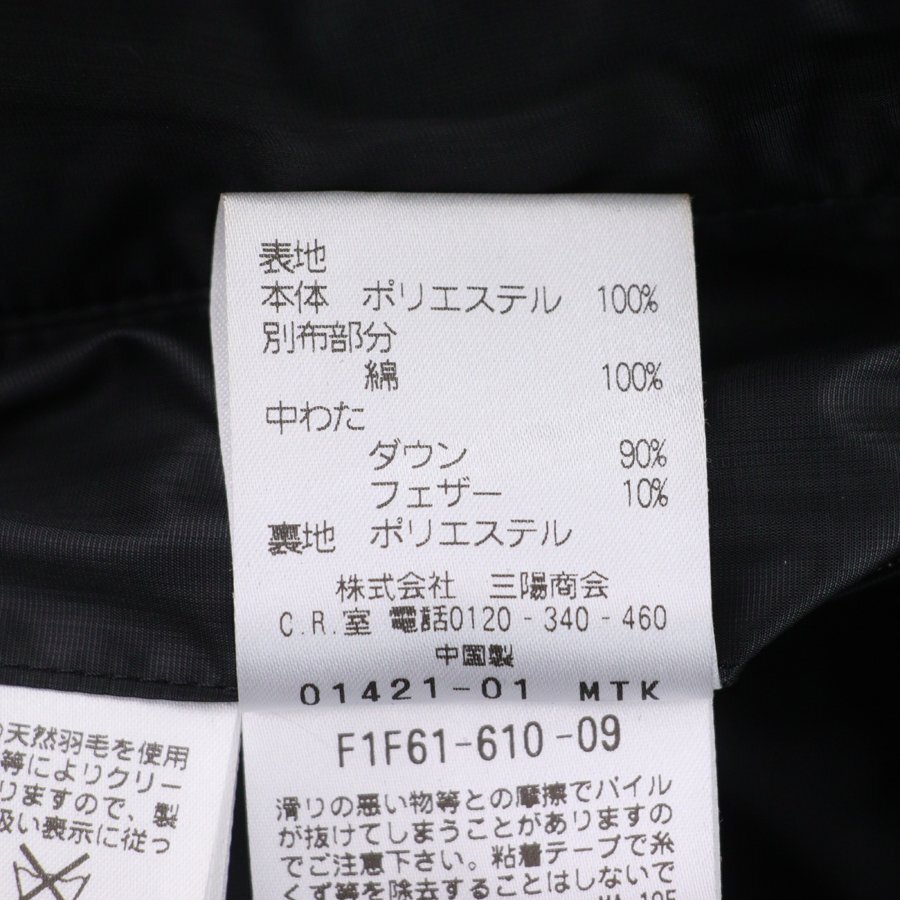 表地
本体 ポリエステル 100%
別布部分
綿 100%
中わた
ダウン 90%
フェザー 10%
裏地 ポリエステル
株式会社 三陽商会
C.R.室 電話0120-340-460
中国製
01421-01 MTK
F1F61-610-09
滑りの悪い物等との摩擦でパイル
が抜けてしまうことがありますの
でご注意下さい。粘着テープで糸
くず等を除去することはしないで
天然羽毛を使用
等によりクリー
りますので、製
扱い表示に従っ